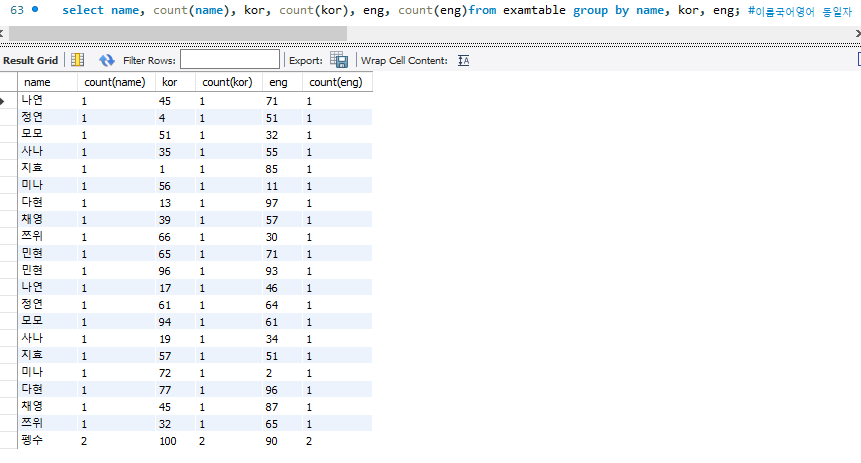 63 select name, count(name), kor, count(kor), eng, count(eng)from examtable group by name, kor, eng; #이름국어영어 동일자
Result Grid Filter Rows: Export: Wrap Cell Content:
name count(name) kor count(kor) eng count(eng)
나연 1 45 1 71 1
정연 1 4 1 51 1
모모 1 51 1 32 1
사나 1 35 1 55 1
지효 1 1 1 85 1
미나 1 56 1 11 1
다현 1 13 1 97 1
채영 1 39 1 57 1
쯔위 1 66 1 30 1
민현 1 65 1 71 1
민현 1 96 1 93 1
나연 1 17 1 46 1
정연 1 61 1 64 1
모모 1 94 1 61 1
사나 1 19 1 34 1
지효 1 57 1 51 1
미나 1 72 1 2 1
다현 1 77 1 96 1
채영 1 45 1 87 1
쯔위 1 32 1 65 1
펭수 2 100 2 90 2